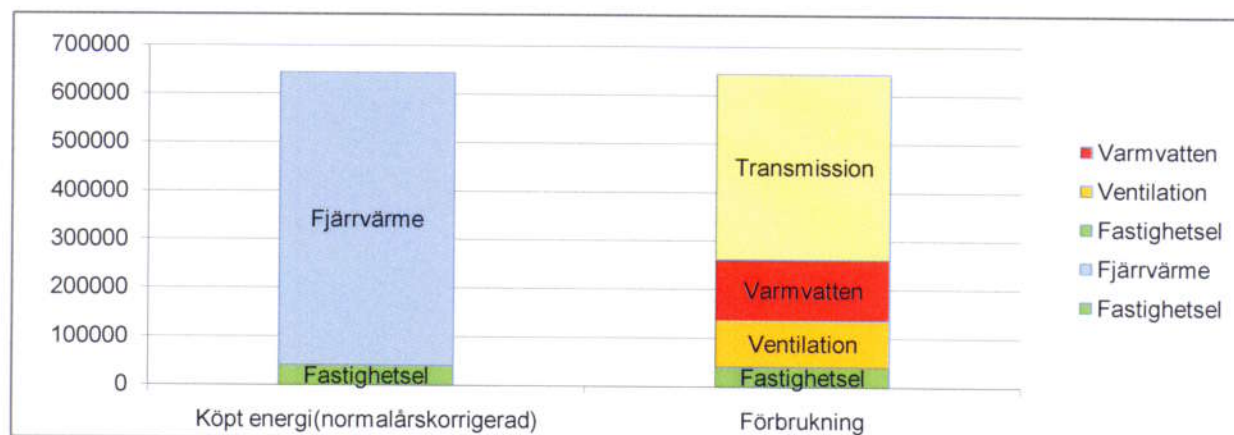 700000
600000
500000
400000
300000
200000
100000
0
Fjärrvärme
Fastighetsel
Transmission
Varmvatten
Ventilation
Fastighetsel
Köpt energi(normalårskorrigerad)
Förbrukning
Varmvatten
Ventilation
Fastighetsel
Fjärrvärme
Fastighetsel